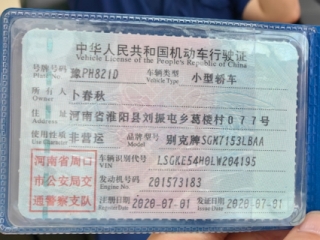 中华人民共和国机动车行驶证
Vehicle License of the People's Republic of China
号牌号码 豫PH821D 车辆类型 小型轿车
Vehicle Type
所有人 卜春秋
住址 河南省淮阳县刘振屯乡葛楼村077号
使用性质 非营运 品牌型号 别克牌SGK7153LBAA
河南省周口市公安局交通警察支队
车辆识别代号 LSGKE54H0LW204195
VIN
发动机号码 201573183
Engine No.
注册日期 2020-07-01 发证日期 2020-07-01
Register Date Issue Date